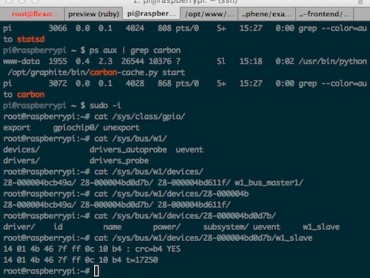 1. pi@raspberrypi: ~ (ssh)
root@flexo:... preview (ruby) pi@raspber... /opt/www/... ..phene/exa... ..~frontend/...
pi 3066 0.0 0.1 4024 808 pts/0 S+ 15:27 0:00 grep --color=au
to statsd
pi@raspberrypi ~ $ ps aux | grep carbon
www-data 1955 0.4 2.3 26544 10376 ? Sl 15:18 0:02 /usr/bin/python
/opt/graphite/bin/carbon-cache.py start
pi 3072 0.0 0.1 4028 868 pts/0 S+ 15:27 0:00 grep --color=au
to carbon
pi@raspberrypi ~ $ sudo -i
root@raspberrypi:~# cat /sys/class/gpio/
export gpiochip0/ unexport
root@raspberrypi:~# cat /sys/bus/w1/
devices/ drivers_autoprobe uevent
drivers/ drivers_probe
root@raspberrypi:~# cat /sys/bus/w1/devices/
28-000004bcb49a/ 28-000004bd0d7b/ 28-000004bd611f/ w1_bus_master1/
root@raspberrypi:~# cat /sys/bus/w1/devices/28-000004b
28-000004bcb49a/ 28-000004bd0d7b/ 28-000004bd611f/
root@raspberrypi:~# cat /sys/bus/w1/devices/28-000004bd0d7b/
driver/ id name power/ subsystem/ uevent w1_slave
root@raspberrypi:~# cat /sys/bus/w1/devices/28-000004bd0d7b/w1_slave
14 01 4b 46 7f ff 0c 10 b4 : crc=b4 YES
14 01 4b 46 7f ff 0c 10 b4 t=17250
root@raspberrypi:~#